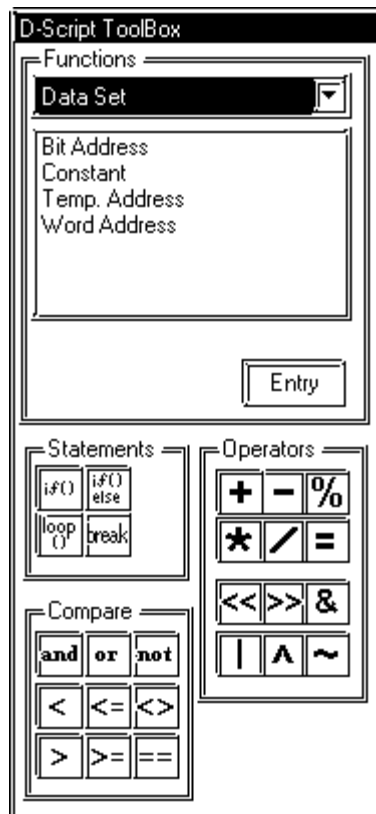 D-Script ToolBox
Functions
Data Set
Bit Address
Constant
Temp. Address
Word Address
Entry
Statements
if()
if()
else
loop
()
break
Operators
+ - %
* / =
<< >> &
| ^ ~
Compare
and or not
< <= <>
> >= ==